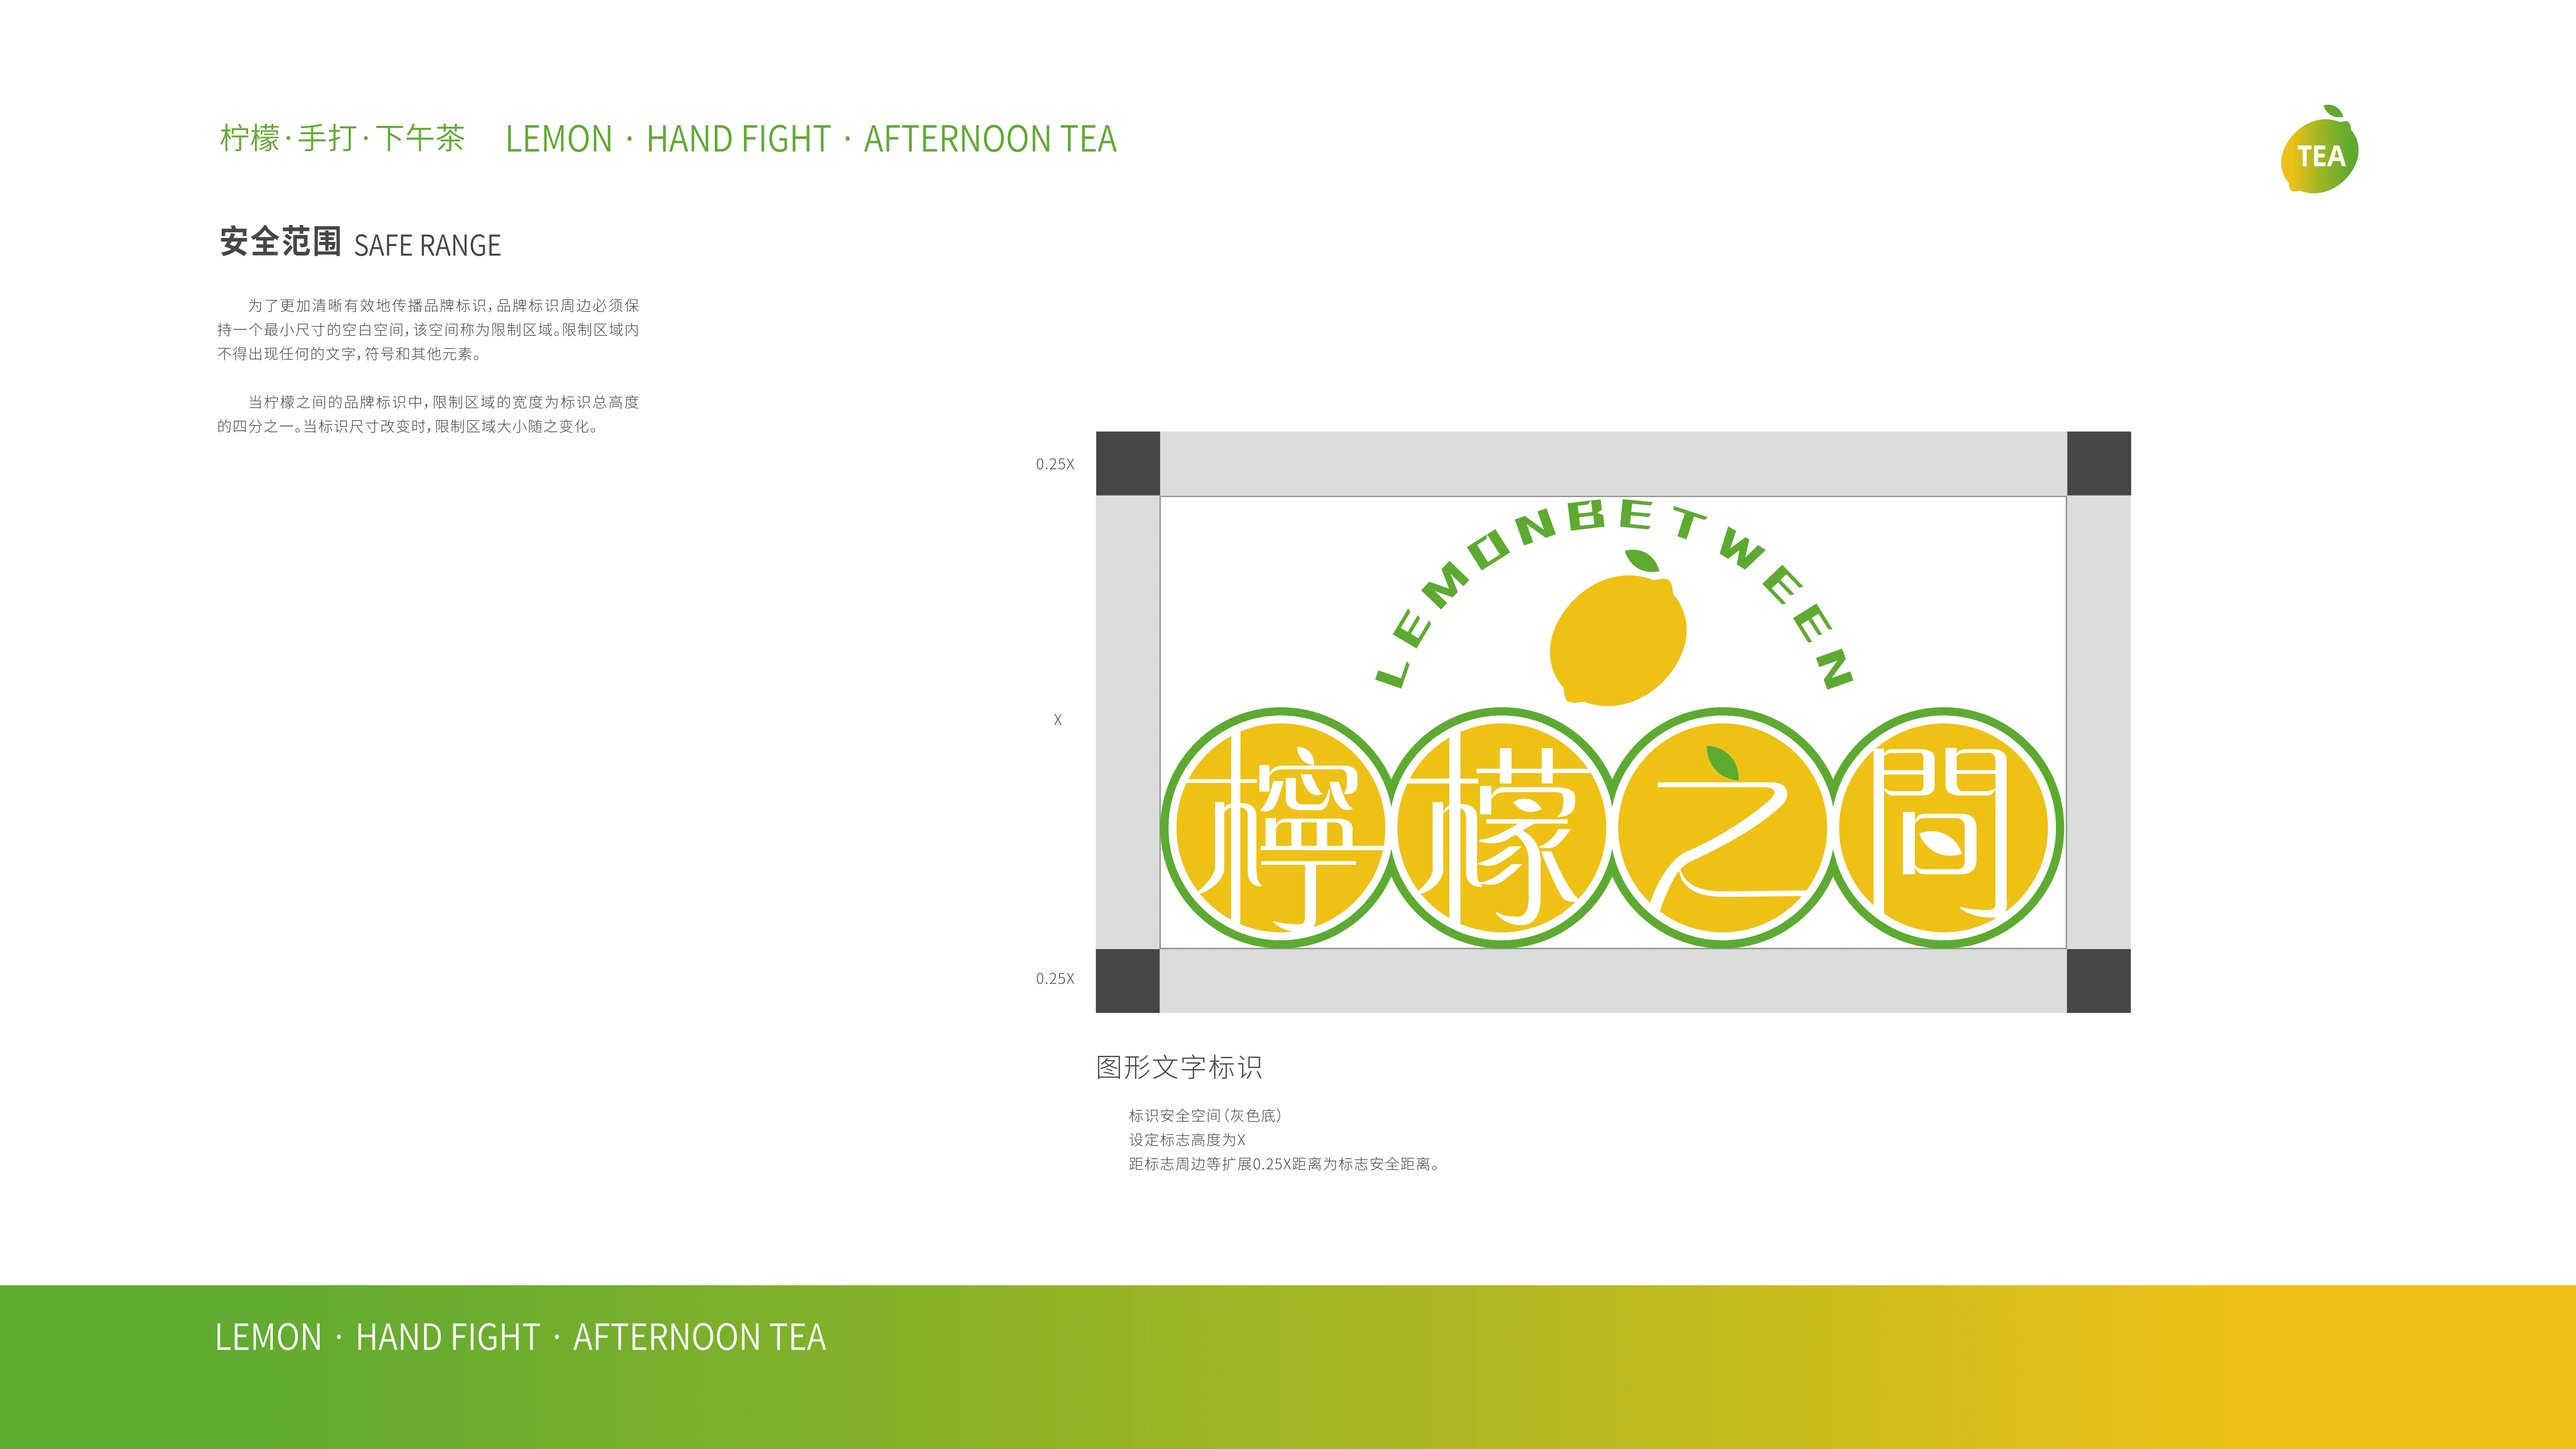 柠檬·手打·下午茶 LEMON · HAND FIGHT · AFTERNOON TEA
TEA
安全范围 SAFE RANGE
为了更加清晰有效地传播品牌标识，品牌标识周边必须保
持一个最小尺寸的空白空间，该空间称为限制区域。限制区域内
不得出现任何的文字，符号和其他元素。
当柠檬之间的品牌标识中，限制区域的宽度为标识总高度
的四分之一。当标识尺寸改变时，限制区域大小随之变化。
0.25X
LEMONBETWEEN
X
檸檬之間
0.25X
图形文字标识
标识安全空间（灰色底）
设定标志高度为X
距标志周边等扩展0.25X距离为标志安全距离。
LEMON · HAND FIGHT · AFTERNOON TEA